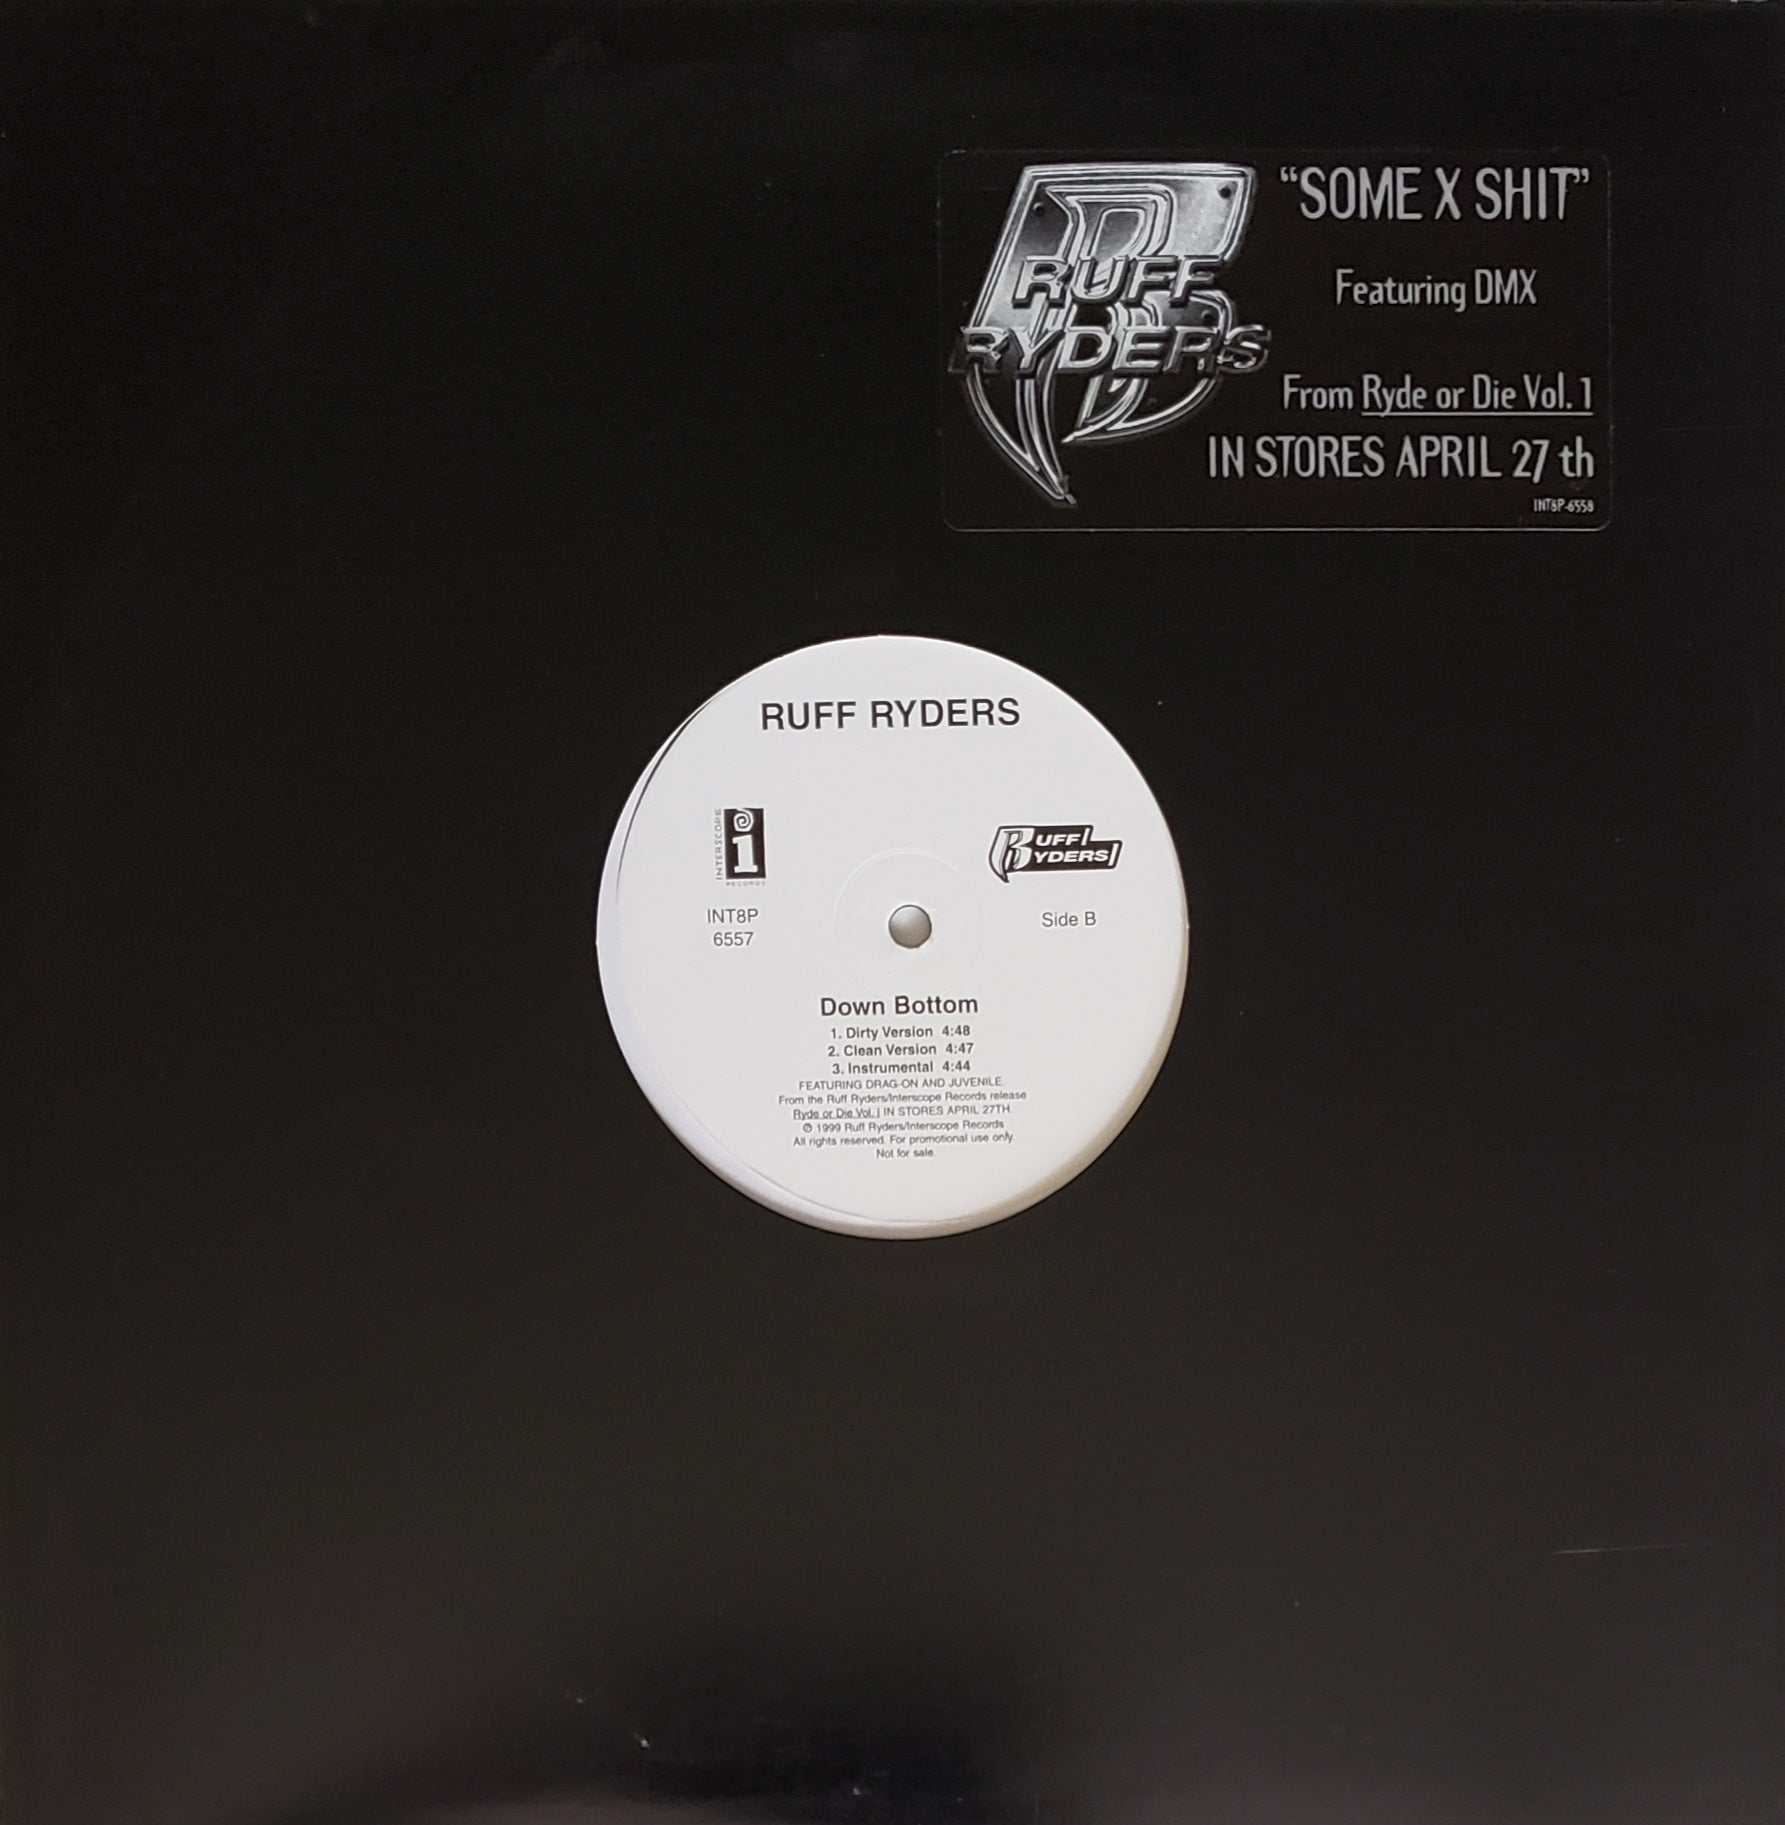 “SOME X SHIT”
RUFF
RYDERS
Featuring DMX
From Ryde or Die Vol. 1
IN STORES APRIL 27 th
INT8P-6558
RUFF RYDERS
INTERSCOPE
i
RECORDS
RUFF
RYDERS
INT8P
6557
Side B
Down Bottom
1. Dirty Version 4:48
2. Clean Version 4:47
3. Instrumental 4:44
FEATURING DRAG-ON AND JUVENILE.
From the Ruff Ryders/Interscope Records release
Ryde or Die Vol. I IN STORES APRIL 27TH
℗ 1999 Ruff Ryders/Interscope Records
All rights reserved. For promotional use only.
Not for sale.